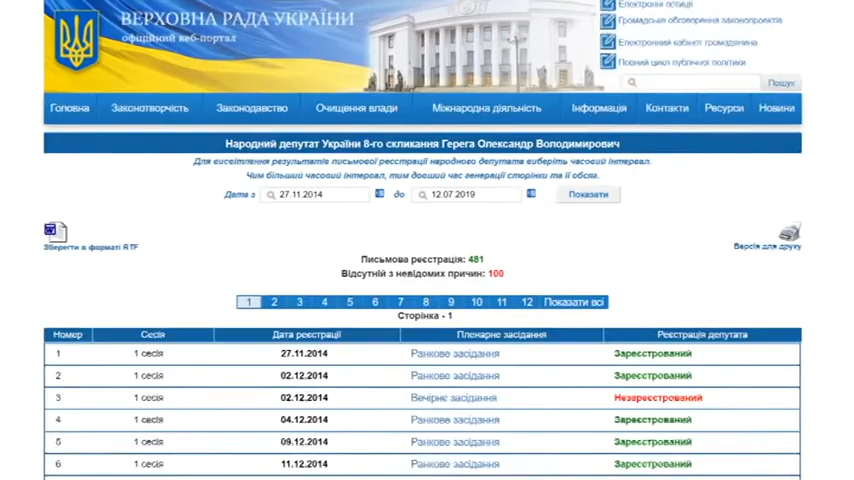 ВЕРХОВНА РАДА УКРАЇНИ
офіційний веб-портал
Електронні петиції
Громадське обговорення законопроектів
Електронний кабінет громадянина
Повний цикл публічної політики
Пошук
Головна Законотворчість Законодавство Очищення влади Міжнародна діяльність Інформація Контакти Ресурси Новини
Народний депутат України 8-го скликання Герега Олександр Володимирович
Для висвітлення результатів письмової реєстрації народного депутата виберіть часовий інтервал.
Чим більший часовий інтервал, тим довший час генерації сторінки та її обсяг.
Дата з 27.11.2014 до 12.07.2019 Показати
Зберегти в форматі RTF
Версія для друку
Письмова реєстрація: 481
Відсутній з невідомих причин: 100
1 2 3 4 5 6 7 8 9 10 11 12 Показати всі
Сторінка - 1
Номер Сесія Дата реєстрації Пленарне засідання Реєстрація депутата
1 1 сесія 27.11.2014 Ранкове засідання Зареєстрований
2 1 сесія 02.12.2014 Ранкове засідання Зареєстрований
3 1 сесія 02.12.2014 Вечірнє засідання Незареєстрований
4 1 сесія 04.12.2014 Ранкове засідання Зареєстрований
5 1 сесія 09.12.2014 Ранкове засідання Зареєстрований
6 1 сесія 11.12.2014 Ранкове засідання Зареєстрований